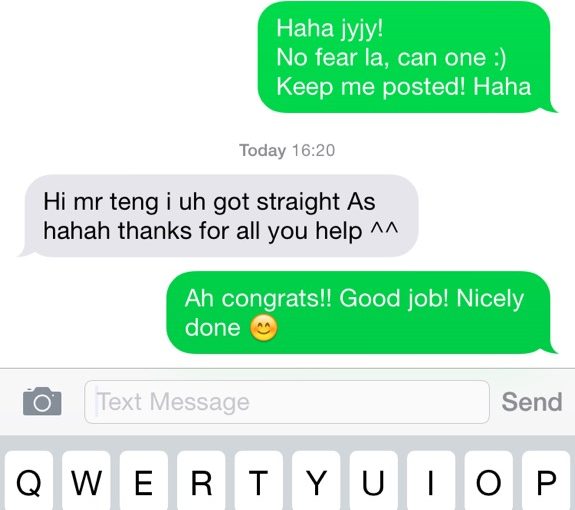 Haha jyjy!
No fear la, can one :)
Keep me posted! Haha
Today 16:20
Hi mr teng i uh got straight As
hahah thanks for all you help ^^
Ah congrats!! Good job! Nicely
done 😊
Text Message
Send
Q W E R T Y U I O P